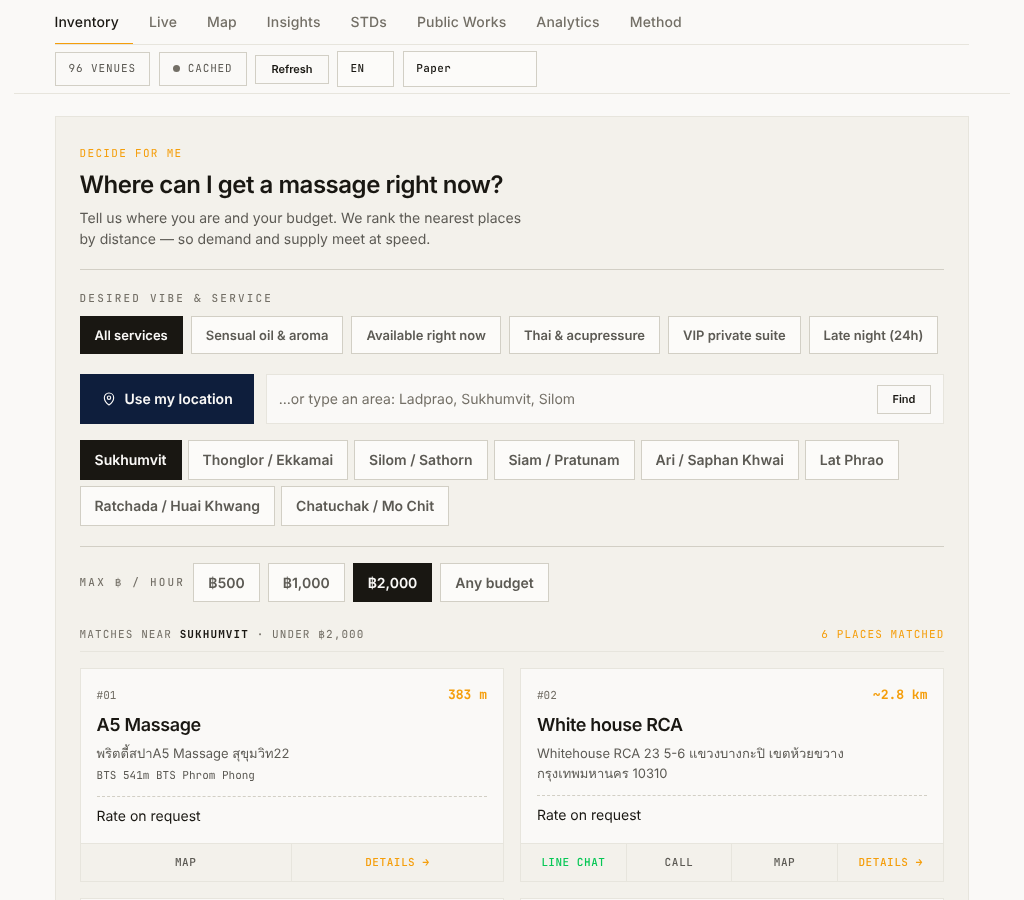 Inventory Live Map Insights STDs Public Works Analytics Method
96 VENUES CACHED Refresh EN Paper
DECIDE FOR ME
Where can I get a massage right now?
Tell us where you are and your budget. We rank the nearest places
by distance — so demand and supply meet at speed.
DESIRED VIBE & SERVICE
All services Sensual oil & aroma Available right now Thai & acupressure VIP private suite Late night (24h)
Use my location ...or type an area: Ladprao, Sukhumvit, Silom Find
Sukhumvit Thonglor / Ekkamai Silom / Sathorn Siam / Pratunam Ari / Saphan Khwai Lat Phrao
Ratchada / Huai Khwang Chatuchak / Mo Chit
MAX ฿ / HOUR ฿500 ฿1,000 ฿2,000 Any budget
MATCHES NEAR SUKHUMVIT · UNDER ฿2,000 6 PLACES MATCHED
#01 383 m
A5 Massage
พริตตี้สปาA5 Massage สุขุมวิท22
BTS 541m BTS Phrom Phong
Rate on request
MAP DETAILS →
#02 ~2.8 km
White house RCA
Whitehouse RCA 23 5-6 แขวงบางกะปิ เขตห้วยขวาง
กรุงเทพมหานคร 10310
Rate on request
LINE CHAT CALL MAP DETAILS →